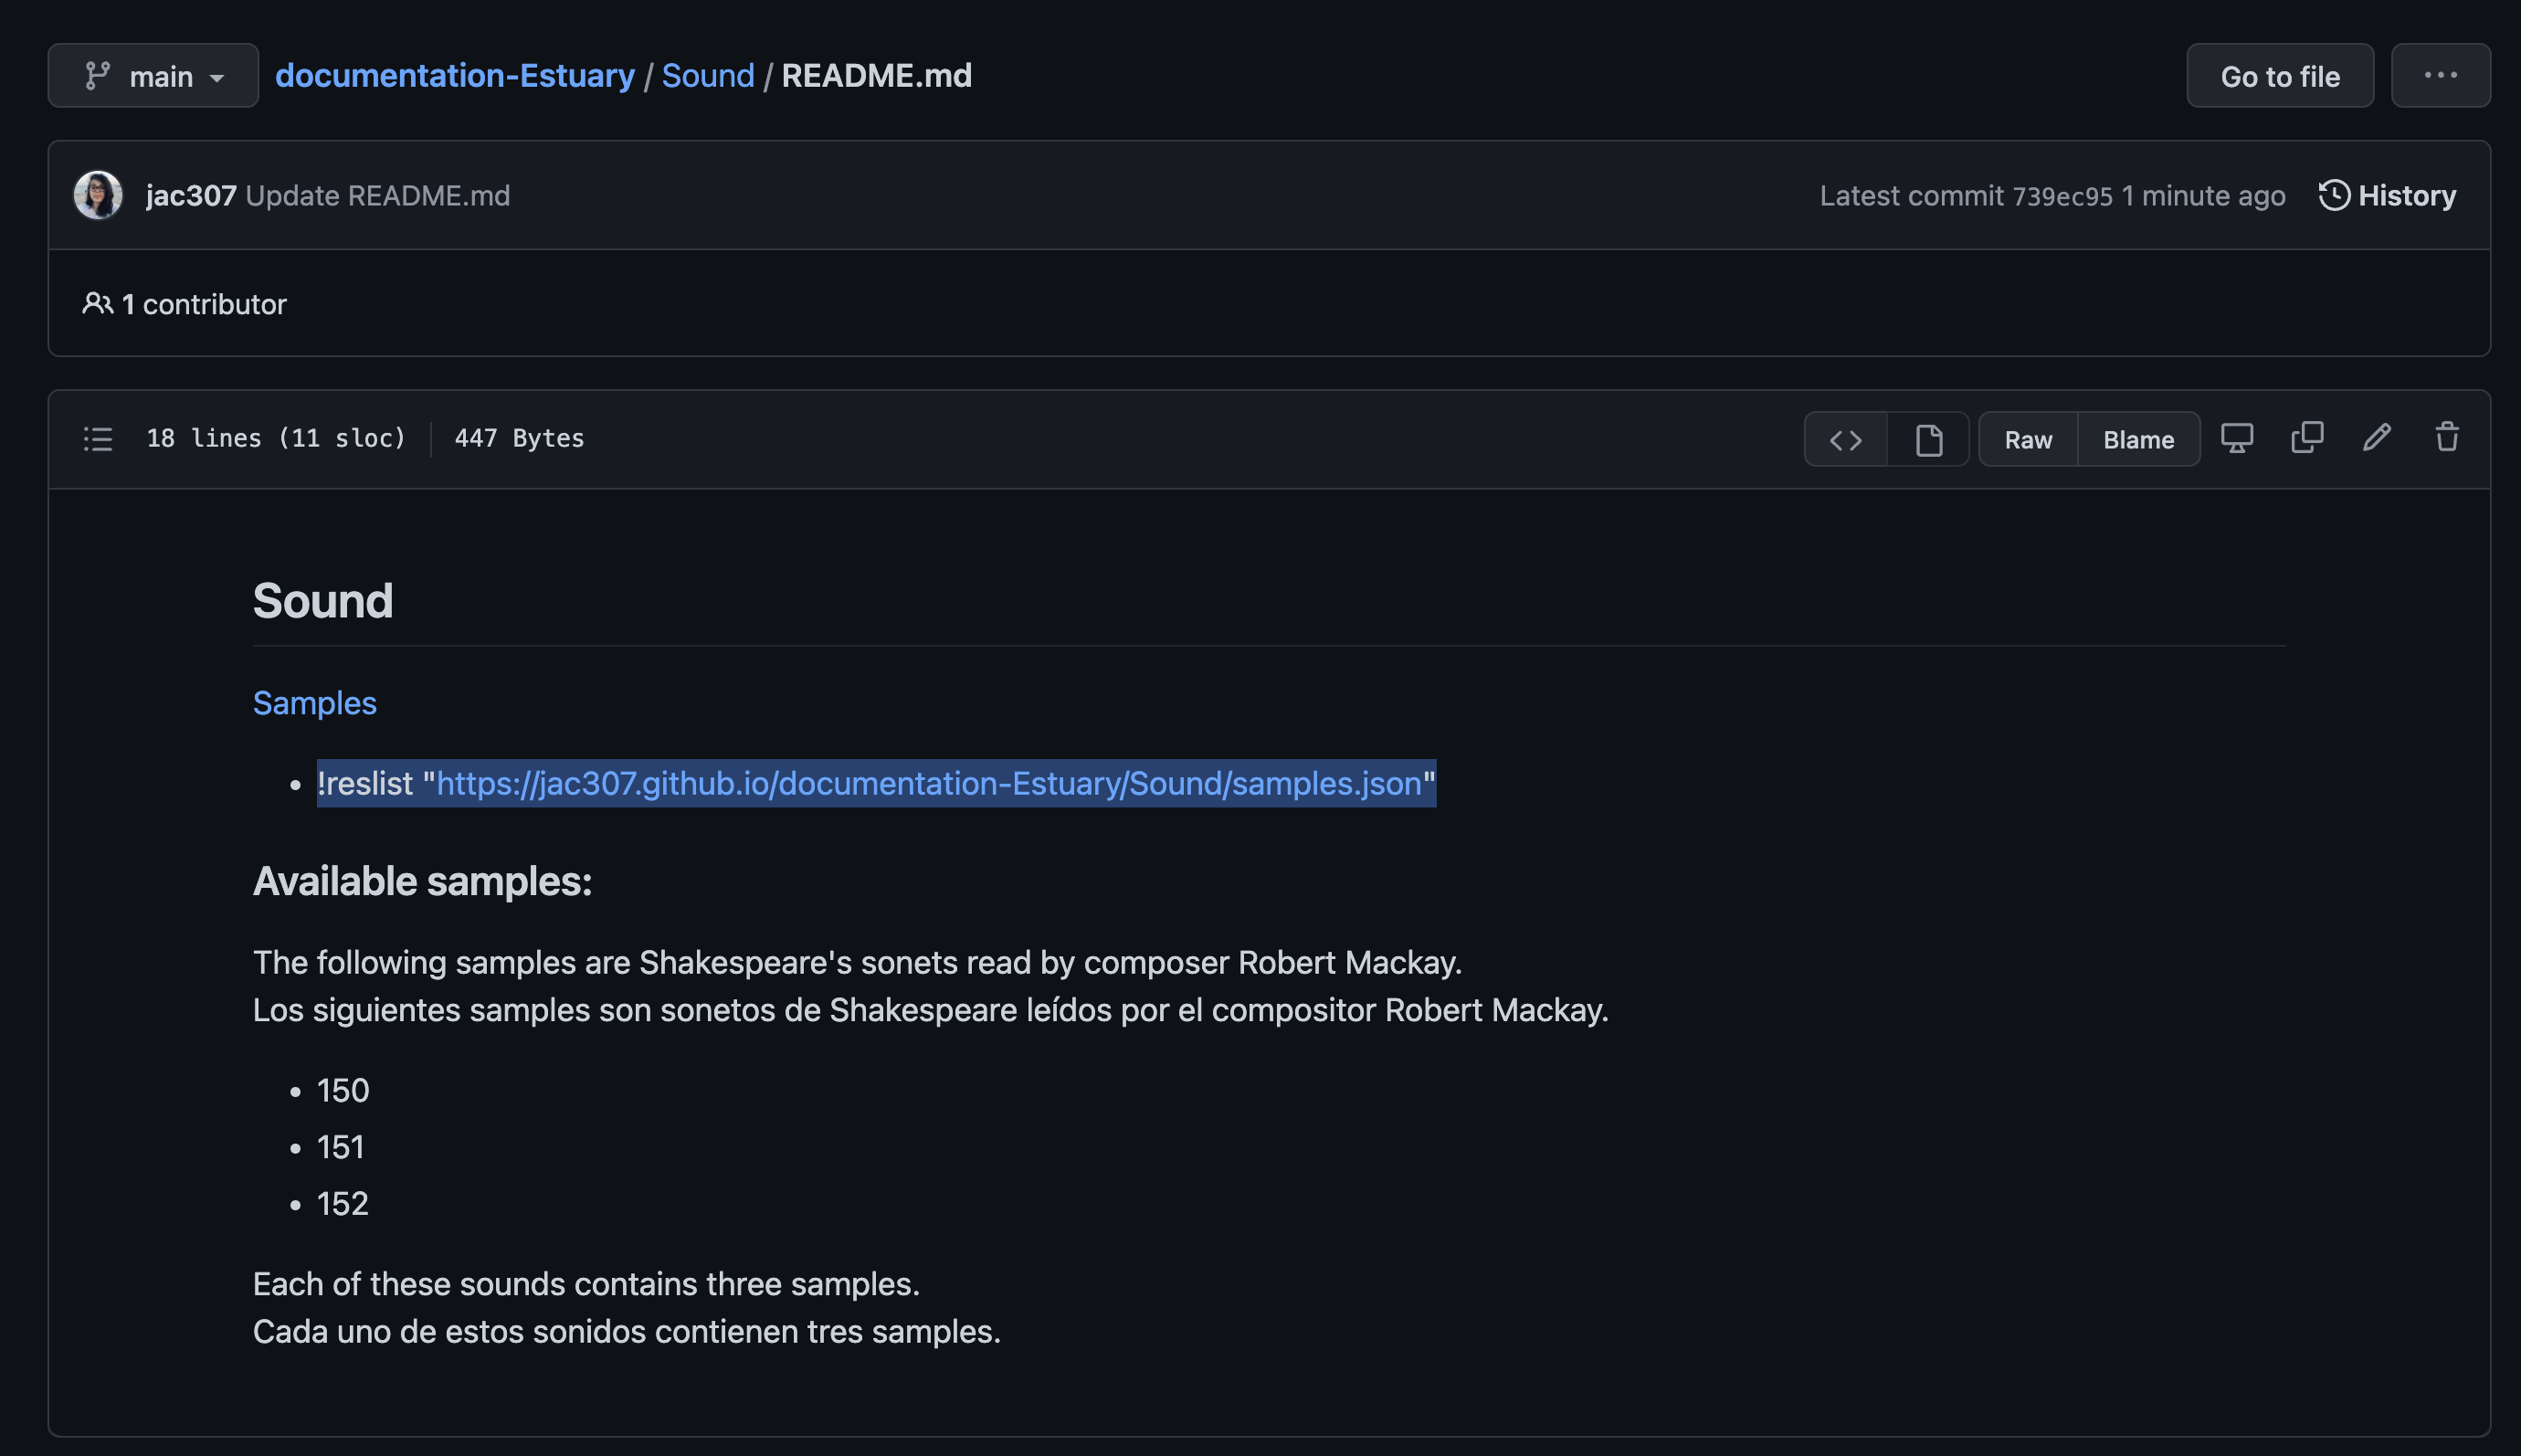 main
documentation-Estuary / Sound / README.md
Go to file
...
jac307 Update README.md
Latest commit 739ec95 1 minute ago
History
1 contributor
18 lines (11 sloc)
447 Bytes
Raw
Blame
Sound
Samples
• !reslist "https://jac307.github.io/documentation-Estuary/Sound/samples.json"
Available samples:
The following samples are Shakespeare's sonets read by composer Robert Mackay.
Los siguientes samples son sonetos de Shakespeare leídos por el compositor Robert Mackay.
• 150
• 151
• 152
Each of these sounds contains three samples.
Cada uno de estos sonidos contienen tres samples.